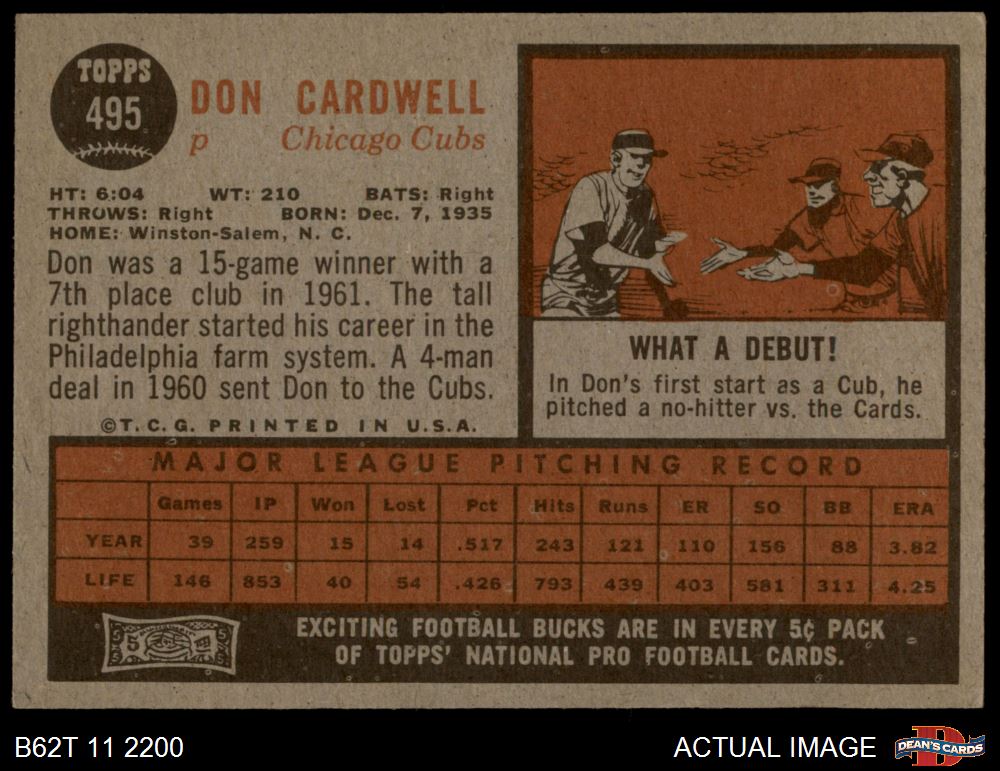 TOPPS
495
DON CARDWELL
p Chicago Cubs
HT: 6:04 WT: 210 BATS: Right
THROWS: Right BORN: Dec. 7, 1935
HOME: Winston-Salem, N. C.
Don was a 15-game winner with a
7th place club in 1961. The tall
righthander started his career in the
Philadelphia farm system. A 4-man
deal in 1960 sent Don to the Cubs.
©T.C.G. PRINTED IN U.S.A.
WHAT A DEBUT!
In Don's first start as a Cub, he
pitched a no-hitter vs. the Cards.
MAJOR LEAGUE PITCHING RECORD
Games IP Won Lost Pct Hits Runs ER SO BB ERA
YEAR 39 259 15 14 .517 243 121 110 156 88 3.82
LIFE 146 853 40 54 .426 793 439 403 581 311 4.25
5
EXCITING FOOTBALL BUCKS ARE IN EVERY 5¢ PACK
OF TOPPS' NATIONAL PRO FOOTBALL CARDS.
B62T 11 2200
ACTUAL IMAGE
D
DEAN'S CARDS